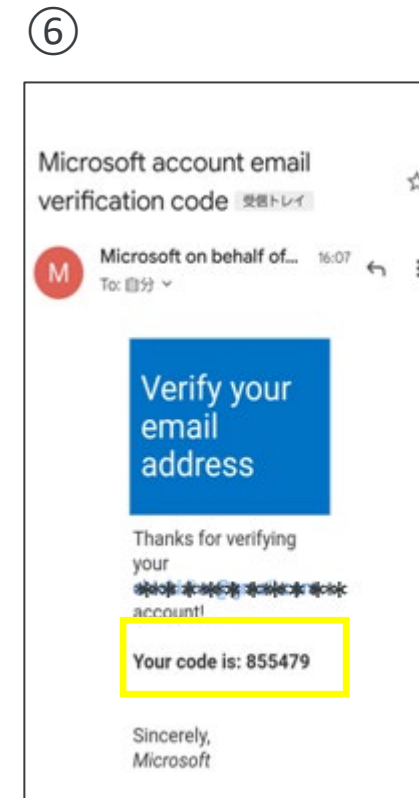 ⑥
Microsoft account email
verification code 受信トレイ
M
Microsoft on behalf of... 16:07
To: 自分
Verify your
email
address
Thanks for verifying
your
account!
Your code is: 855479
Sincerely,
Microsoft